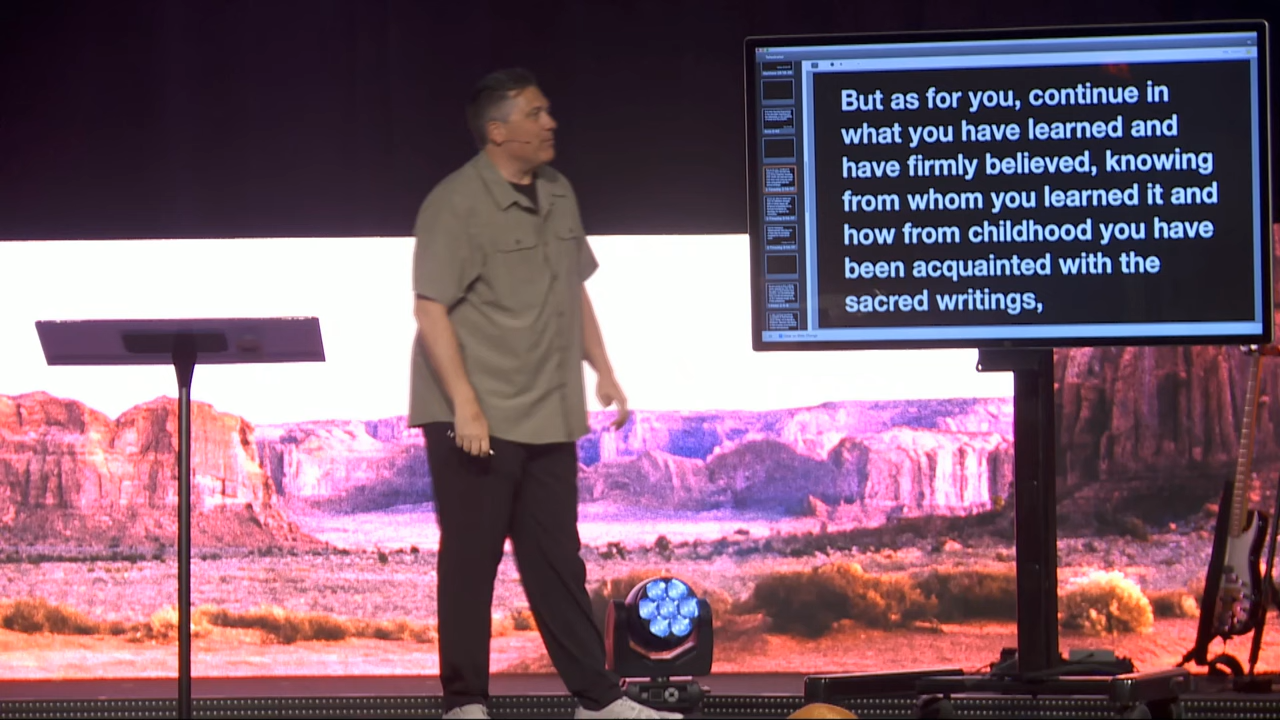 But as for you, continue in
what you have learned and
have firmly believed, knowing
from whom you learned it and
how from childhood you have
been acquainted with the
sacred writings,